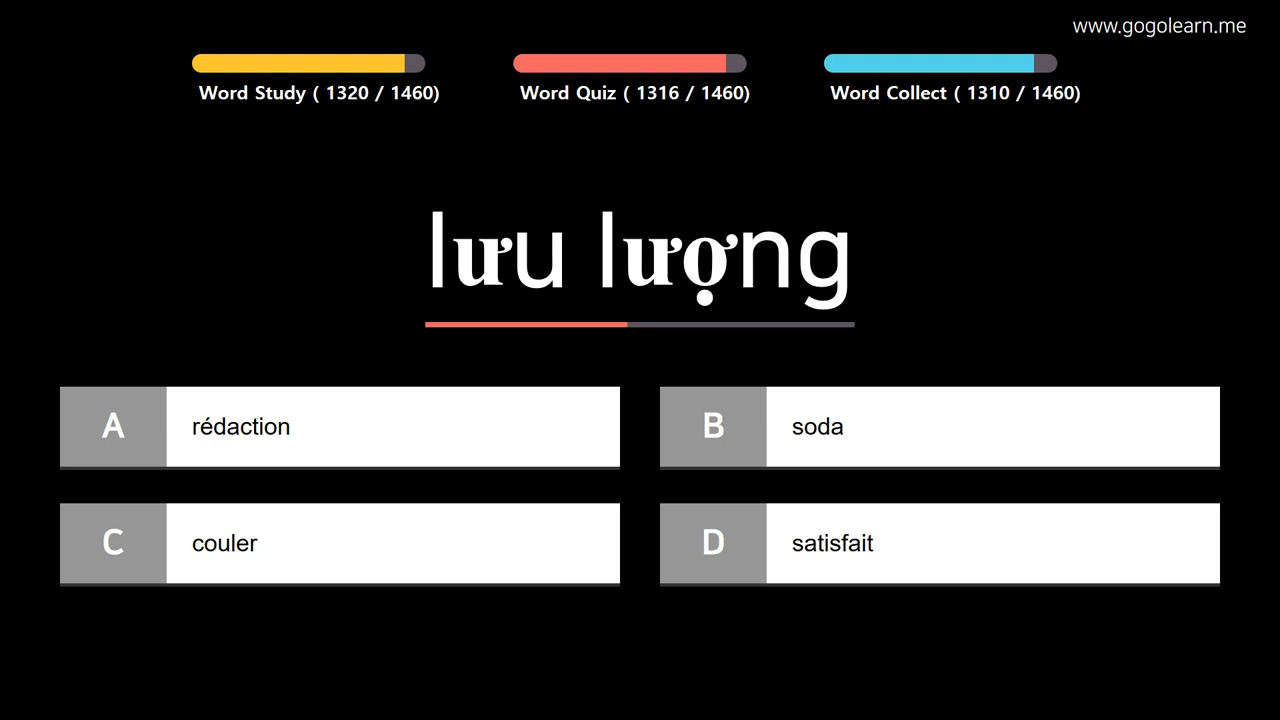 www.gogolearn.me
Word Study ( 1320 / 1460)
Word Quiz ( 1316 / 1460)
Word Collect ( 1310 / 1460)
lưu lượng
A rédaction
B soda
C couler
D satisfait